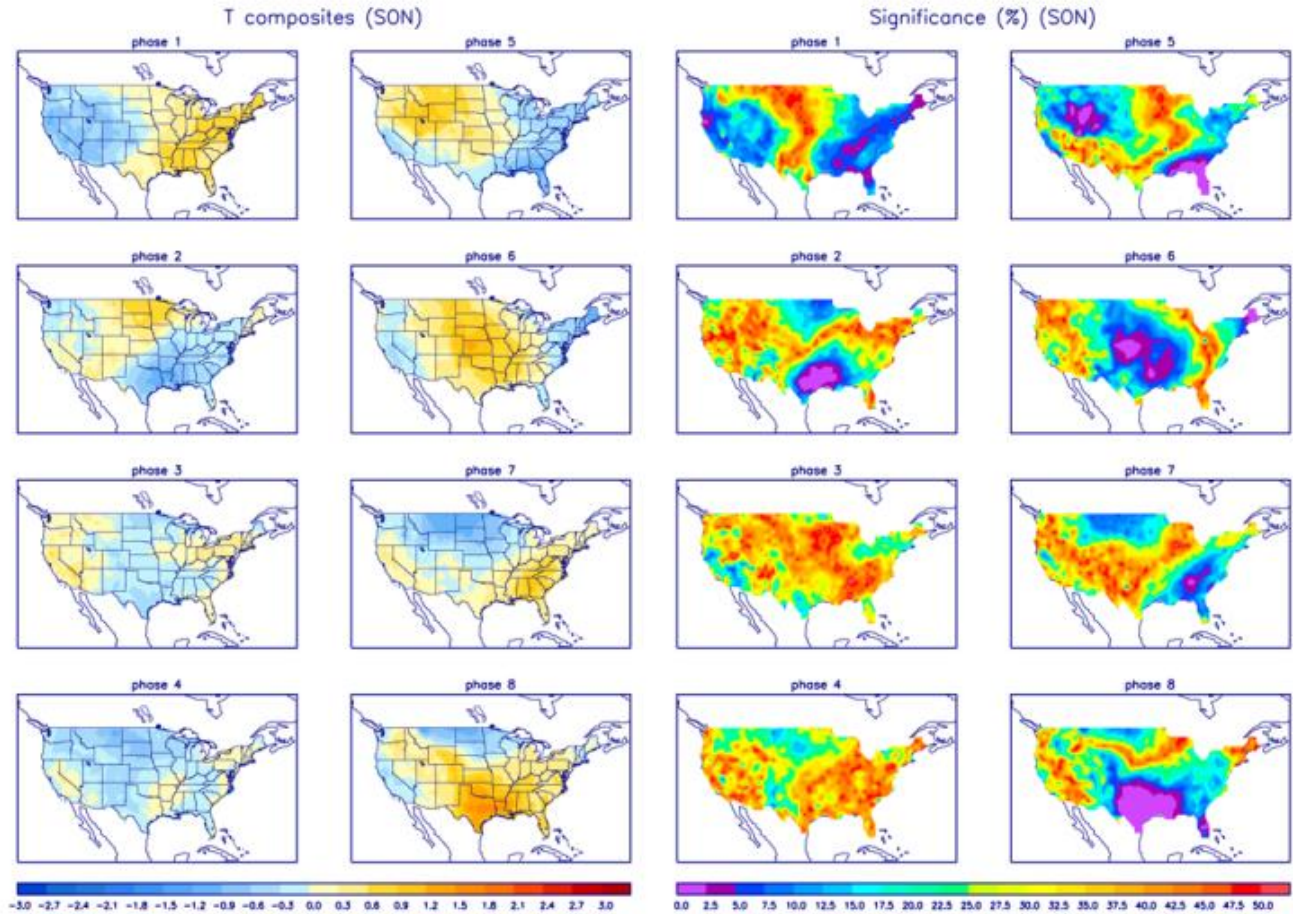 T composites (SON) Significance (%) (SON)
phase 1 phase 5 phase 1 phase 5
phase 2 phase 6 phase 2 phase 6
phase 3 phase 7 phase 3 phase 7
phase 4 phase 8 phase 4 phase 8
-3.0 -2.7 -2.4 -2.1 -1.8 -1.5 -1.2 -0.9 -0.6 -0.3 0.0 0.3 0.6 0.9 1.2 1.5 1.8 2.1 2.4 2.7 3.0 0.0 2.5 5.0 7.5 10.0 12.5 15.0 17.5 20.0 22.5 25.0 27.5 30.0 32.5 35.0 37.5 40.0 42.5 45.0 47.5 50.0